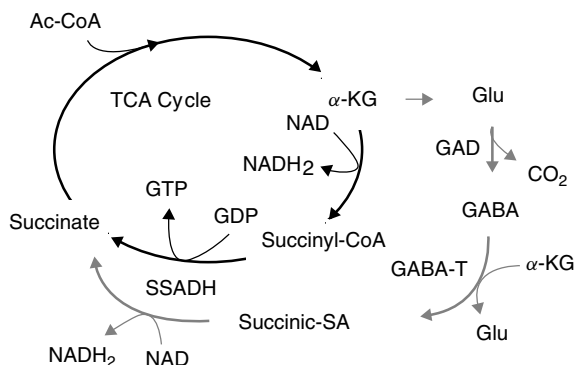 Ac-CoA
TCA Cycle
α-KG
Glu
NAD
GAD
NADH2
CO2
GTP
GDP
GABA
Succinate
Succinyl-CoA
GABA-T
α-KG
SSADH
Succinic-SA
Glu
NADH2
NAD